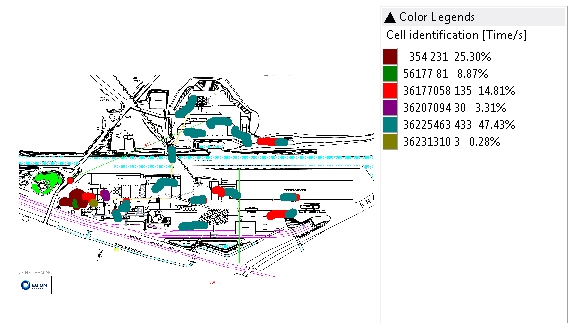 ▲ Color Legends
Cell identification [Time/s]
354 231 25.30%
56177 81 8.87%
36177058 135 14.81%
36207094 30 3.31%
36225463 433 47.43%
36231310 3 0.28%